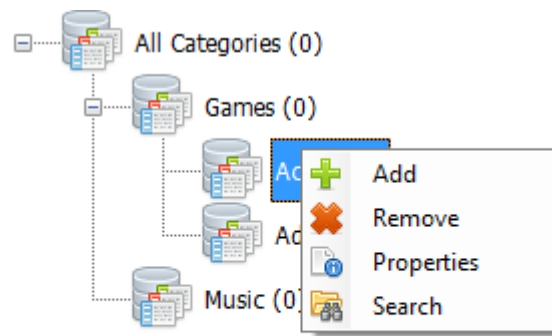 All Categories (0)
Games (0)
Add
Remove
Properties
Music (0
Search